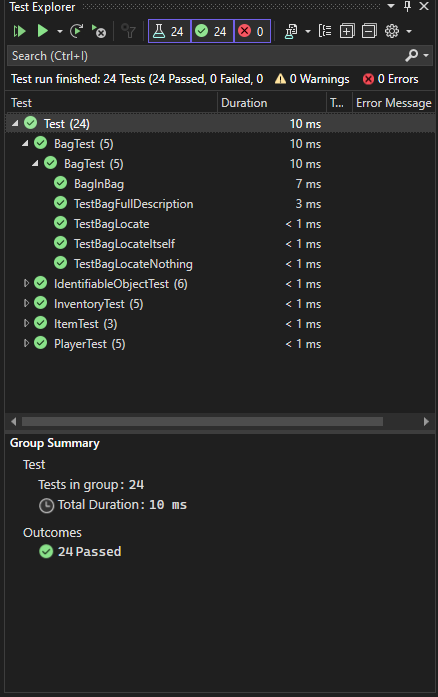 Test Explorer
24 24 0
Search (Ctrl+I)
Test run finished: 24 Tests (24 Passed, 0 Failed, 0 0 Warnings 0 Errors
Test Duration T... Error Message
Test (24) 10 ms
BagTest (5) 10 ms
BagTest (5) 10 ms
BagInBag 7 ms
TestBagFullDescription 3 ms
TestBagLocate < 1 ms
TestBagLocateItself < 1 ms
TestBagLocateNothing < 1 ms
IdentifiableObjectTest (6) < 1 ms
InventoryTest (5) < 1 ms
ItemTest (3) < 1 ms
PlayerTest (5) < 1 ms
Group Summary
Test
Tests in group: 24
Total Duration: 10 ms
Outcomes
24 Passed